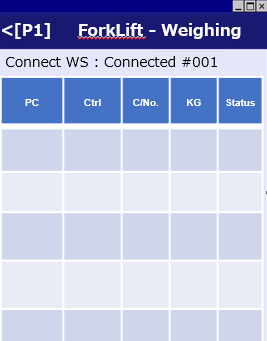 <[P1] ForkLift - Weighing
Connect WS : Connected #001
PC Ctrl C/No. KG Status